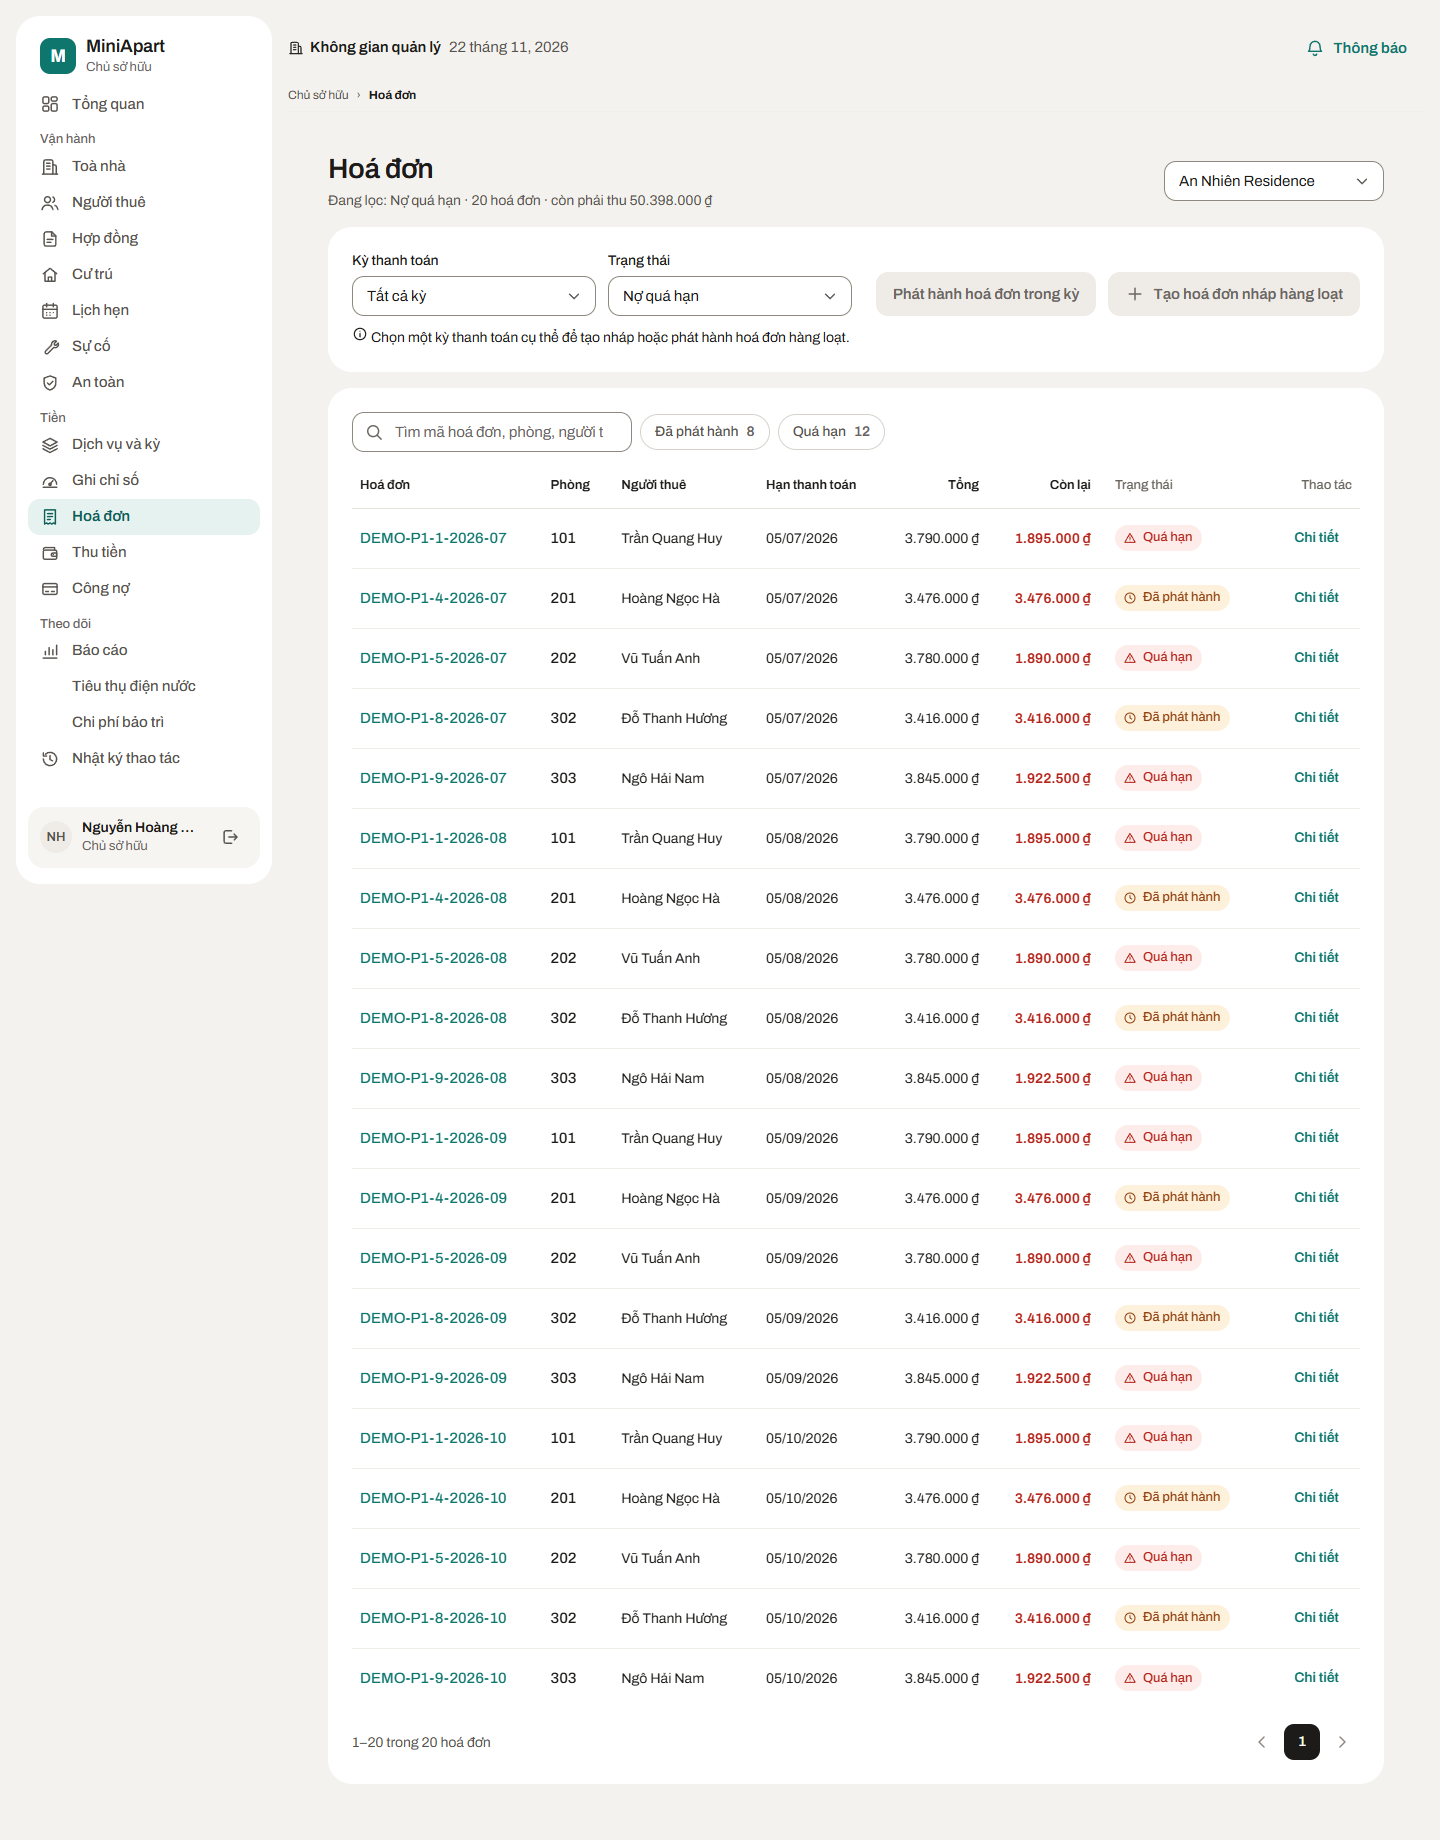 M MiniApart
Chủ sở hữu
Tổng quan
Vận hành
Toà nhà
Người thuê
Hợp đồng
Cư trú
Lịch hẹn
Sự cố
An toàn
Tiền
Dịch vụ và kỳ
Ghi chỉ số
Hoá đơn
Thu tiền
Công nợ
Theo dõi
Báo cáo
Tiêu thụ điện nước
Chi phí bảo trì
Nhật ký thao tác
NH Nguyễn Hoàng ...
Chủ sở hữu
Không gian quản lý 22 tháng 11, 2026
Thông báo
Chủ sở hữu › Hoá đơn
Hoá đơn
Đang lọc: Nợ quá hạn · 20 hoá đơn · còn phải thu 50.398.000 ₫
An Nhiên Residence
Kỳ thanh toán Trạng thái
Tất cả kỳ Nợ quá hạn Phát hành hoá đơn trong kỳ Tạo hoá đơn nháp hàng loạt
Chọn một kỳ thanh toán cụ thể để tạo nháp hoặc phát hành hoá đơn hàng loạt.
Tìm mã hoá đơn, phòng, người t Đã phát hành 8 Quá hạn 12
Hoá đơn Phòng Người thuê Hạn thanh toán Tổng Còn lại Trạng thái Thao tác
DEMO-P1-1-2026-07 101 Trần Quang Huy 05/07/2026 3.790.000 ₫ 1.895.000 ₫ Quá hạn Chi tiết
DEMO-P1-4-2026-07 201 Hoàng Ngọc Hà 05/07/2026 3.476.000 ₫ 3.476.000 ₫ Đã phát hành Chi tiết
DEMO-P1-5-2026-07 202 Vũ Tuấn Anh 05/07/2026 3.780.000 ₫ 1.890.000 ₫ Quá hạn Chi tiết
DEMO-P1-8-2026-07 302 Đỗ Thanh Hương 05/07/2026 3.416.000 ₫ 3.416.000 ₫ Đã phát hành Chi tiết
DEMO-P1-9-2026-07 303 Ngô Hải Nam 05/07/2026 3.845.000 ₫ 1.922.500 ₫ Quá hạn Chi tiết
DEMO-P1-1-2026-08 101 Trần Quang Huy 05/08/2026 3.790.000 ₫ 1.895.000 ₫ Quá hạn Chi tiết
DEMO-P1-4-2026-08 201 Hoàng Ngọc Hà 05/08/2026 3.476.000 ₫ 3.476.000 ₫ Đã phát hành Chi tiết
DEMO-P1-5-2026-08 202 Vũ Tuấn Anh 05/08/2026 3.780.000 ₫ 1.890.000 ₫ Quá hạn Chi tiết
DEMO-P1-8-2026-08 302 Đỗ Thanh Hương 05/08/2026 3.416.000 ₫ 3.416.000 ₫ Đã phát hành Chi tiết
DEMO-P1-9-2026-08 303 Ngô Hải Nam 05/08/2026 3.845.000 ₫ 1.922.500 ₫ Quá hạn Chi tiết
DEMO-P1-1-2026-09 101 Trần Quang Huy 05/09/2026 3.790.000 ₫ 1.895.000 ₫ Quá hạn Chi tiết
DEMO-P1-4-2026-09 201 Hoàng Ngọc Hà 05/09/2026 3.476.000 ₫ 3.476.000 ₫ Đã phát hành Chi tiết
DEMO-P1-5-2026-09 202 Vũ Tuấn Anh 05/09/2026 3.780.000 ₫ 1.890.000 ₫ Quá hạn Chi tiết
DEMO-P1-8-2026-09 302 Đỗ Thanh Hương 05/09/2026 3.416.000 ₫ 3.416.000 ₫ Đã phát hành Chi tiết
DEMO-P1-9-2026-09 303 Ngô Hải Nam 05/09/2026 3.845.000 ₫ 1.922.500 ₫ Quá hạn Chi tiết
DEMO-P1-1-2026-10 101 Trần Quang Huy 05/10/2026 3.790.000 ₫ 1.895.000 ₫ Quá hạn Chi tiết
DEMO-P1-4-2026-10 201 Hoàng Ngọc Hà 05/10/2026 3.476.000 ₫ 3.476.000 ₫ Đã phát hành Chi tiết
DEMO-P1-5-2026-10 202 Vũ Tuấn Anh 05/10/2026 3.780.000 ₫ 1.890.000 ₫ Quá hạn Chi tiết
DEMO-P1-8-2026-10 302 Đỗ Thanh Hương 05/10/2026 3.416.000 ₫ 3.416.000 ₫ Đã phát hành Chi tiết
DEMO-P1-9-2026-10 303 Ngô Hải Nam 05/10/2026 3.845.000 ₫ 1.922.500 ₫ Quá hạn Chi tiết
1–20 trong 20 hoá đơn 1